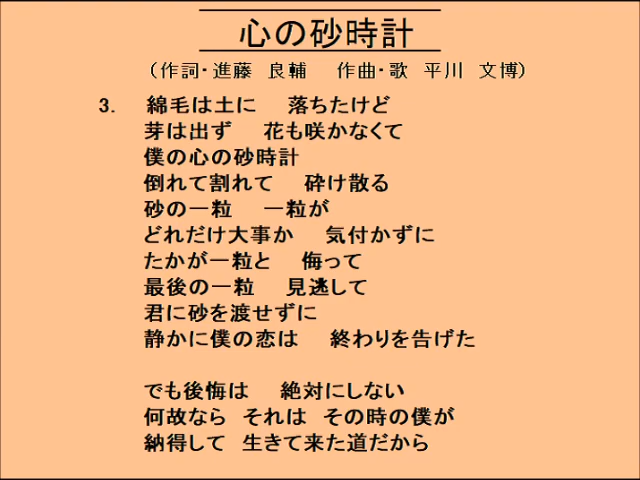 心の砂時計
（作詞・進藤　良輔　　作曲・歌　平川　文博）
3.　綿毛は土に　落ちたけど
芽は出ず　花も咲かなくて
僕の心の砂時計
倒れて割れて　砕け散る
砂の一粒　一粒が
どれだけ大事か　気付かずに
たかが一粒と　侮って
最後の一粒　見逃して
君に砂を渡せずに
静かに僕の恋は　終わりを告げた
でも後悔は　絶対にしない
何故なら　それは　その時の僕が
納得して　生きて来た道だから